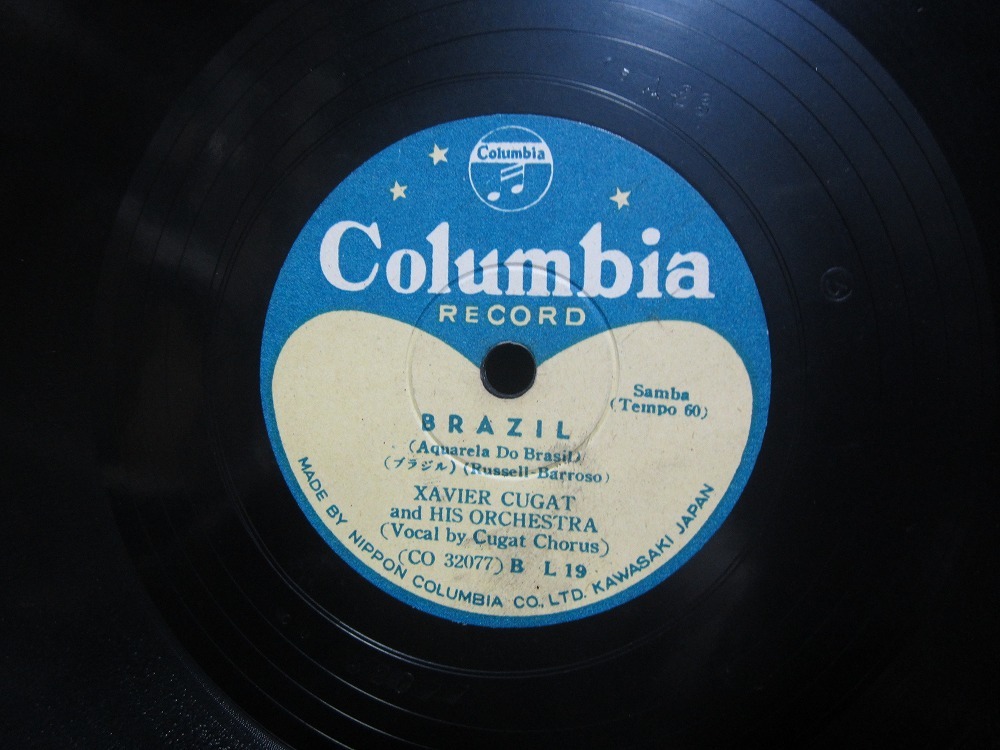 Columbia
Columbia
RECORD
Samba
(Tempo 60)
BRAZIL
(Aquarela Do Brasil)
(ブラジル) (Russell-Barroso)
XAVIER CUGAT
and HIS ORCHESTRA
(Vocal by Cugat Chorus)
(CO 32077) B L 19
MADE BY NIPPON COLUMBIA CO., LTD. KAWASAKI JAPAN